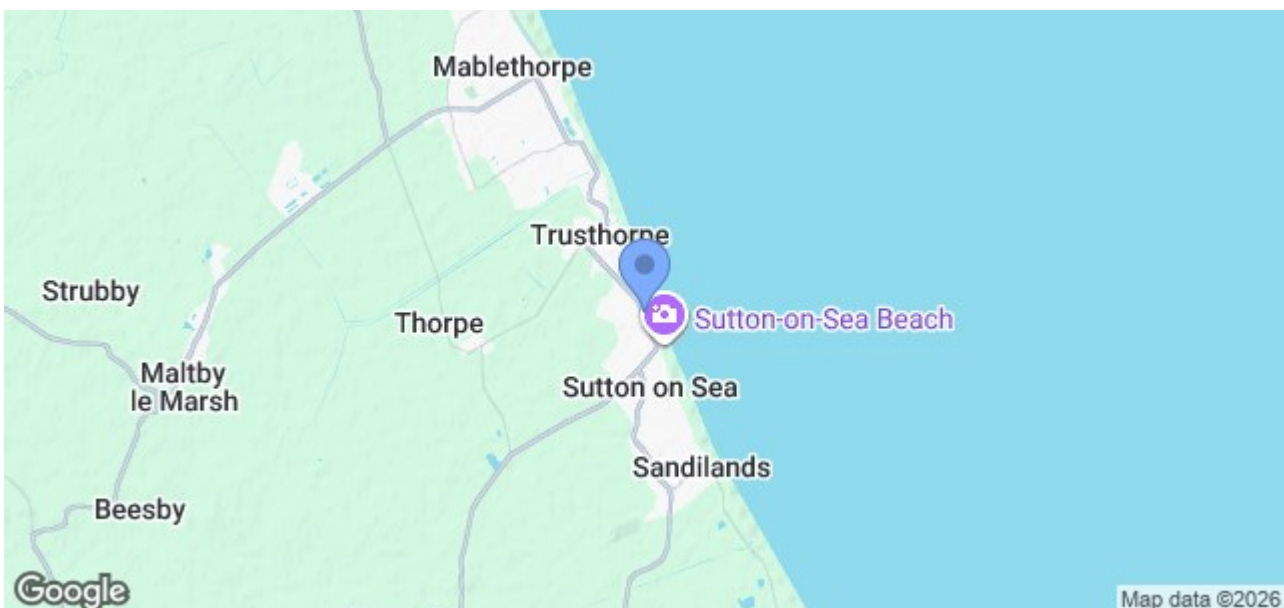 Mablethorpe
Trusthorpe
Strubby
Thorpe
Sutton-on-Sea Beach
Maltby
le Marsh
Sutton on Sea
Sandilands
Beesby
Google
Map data ©2026